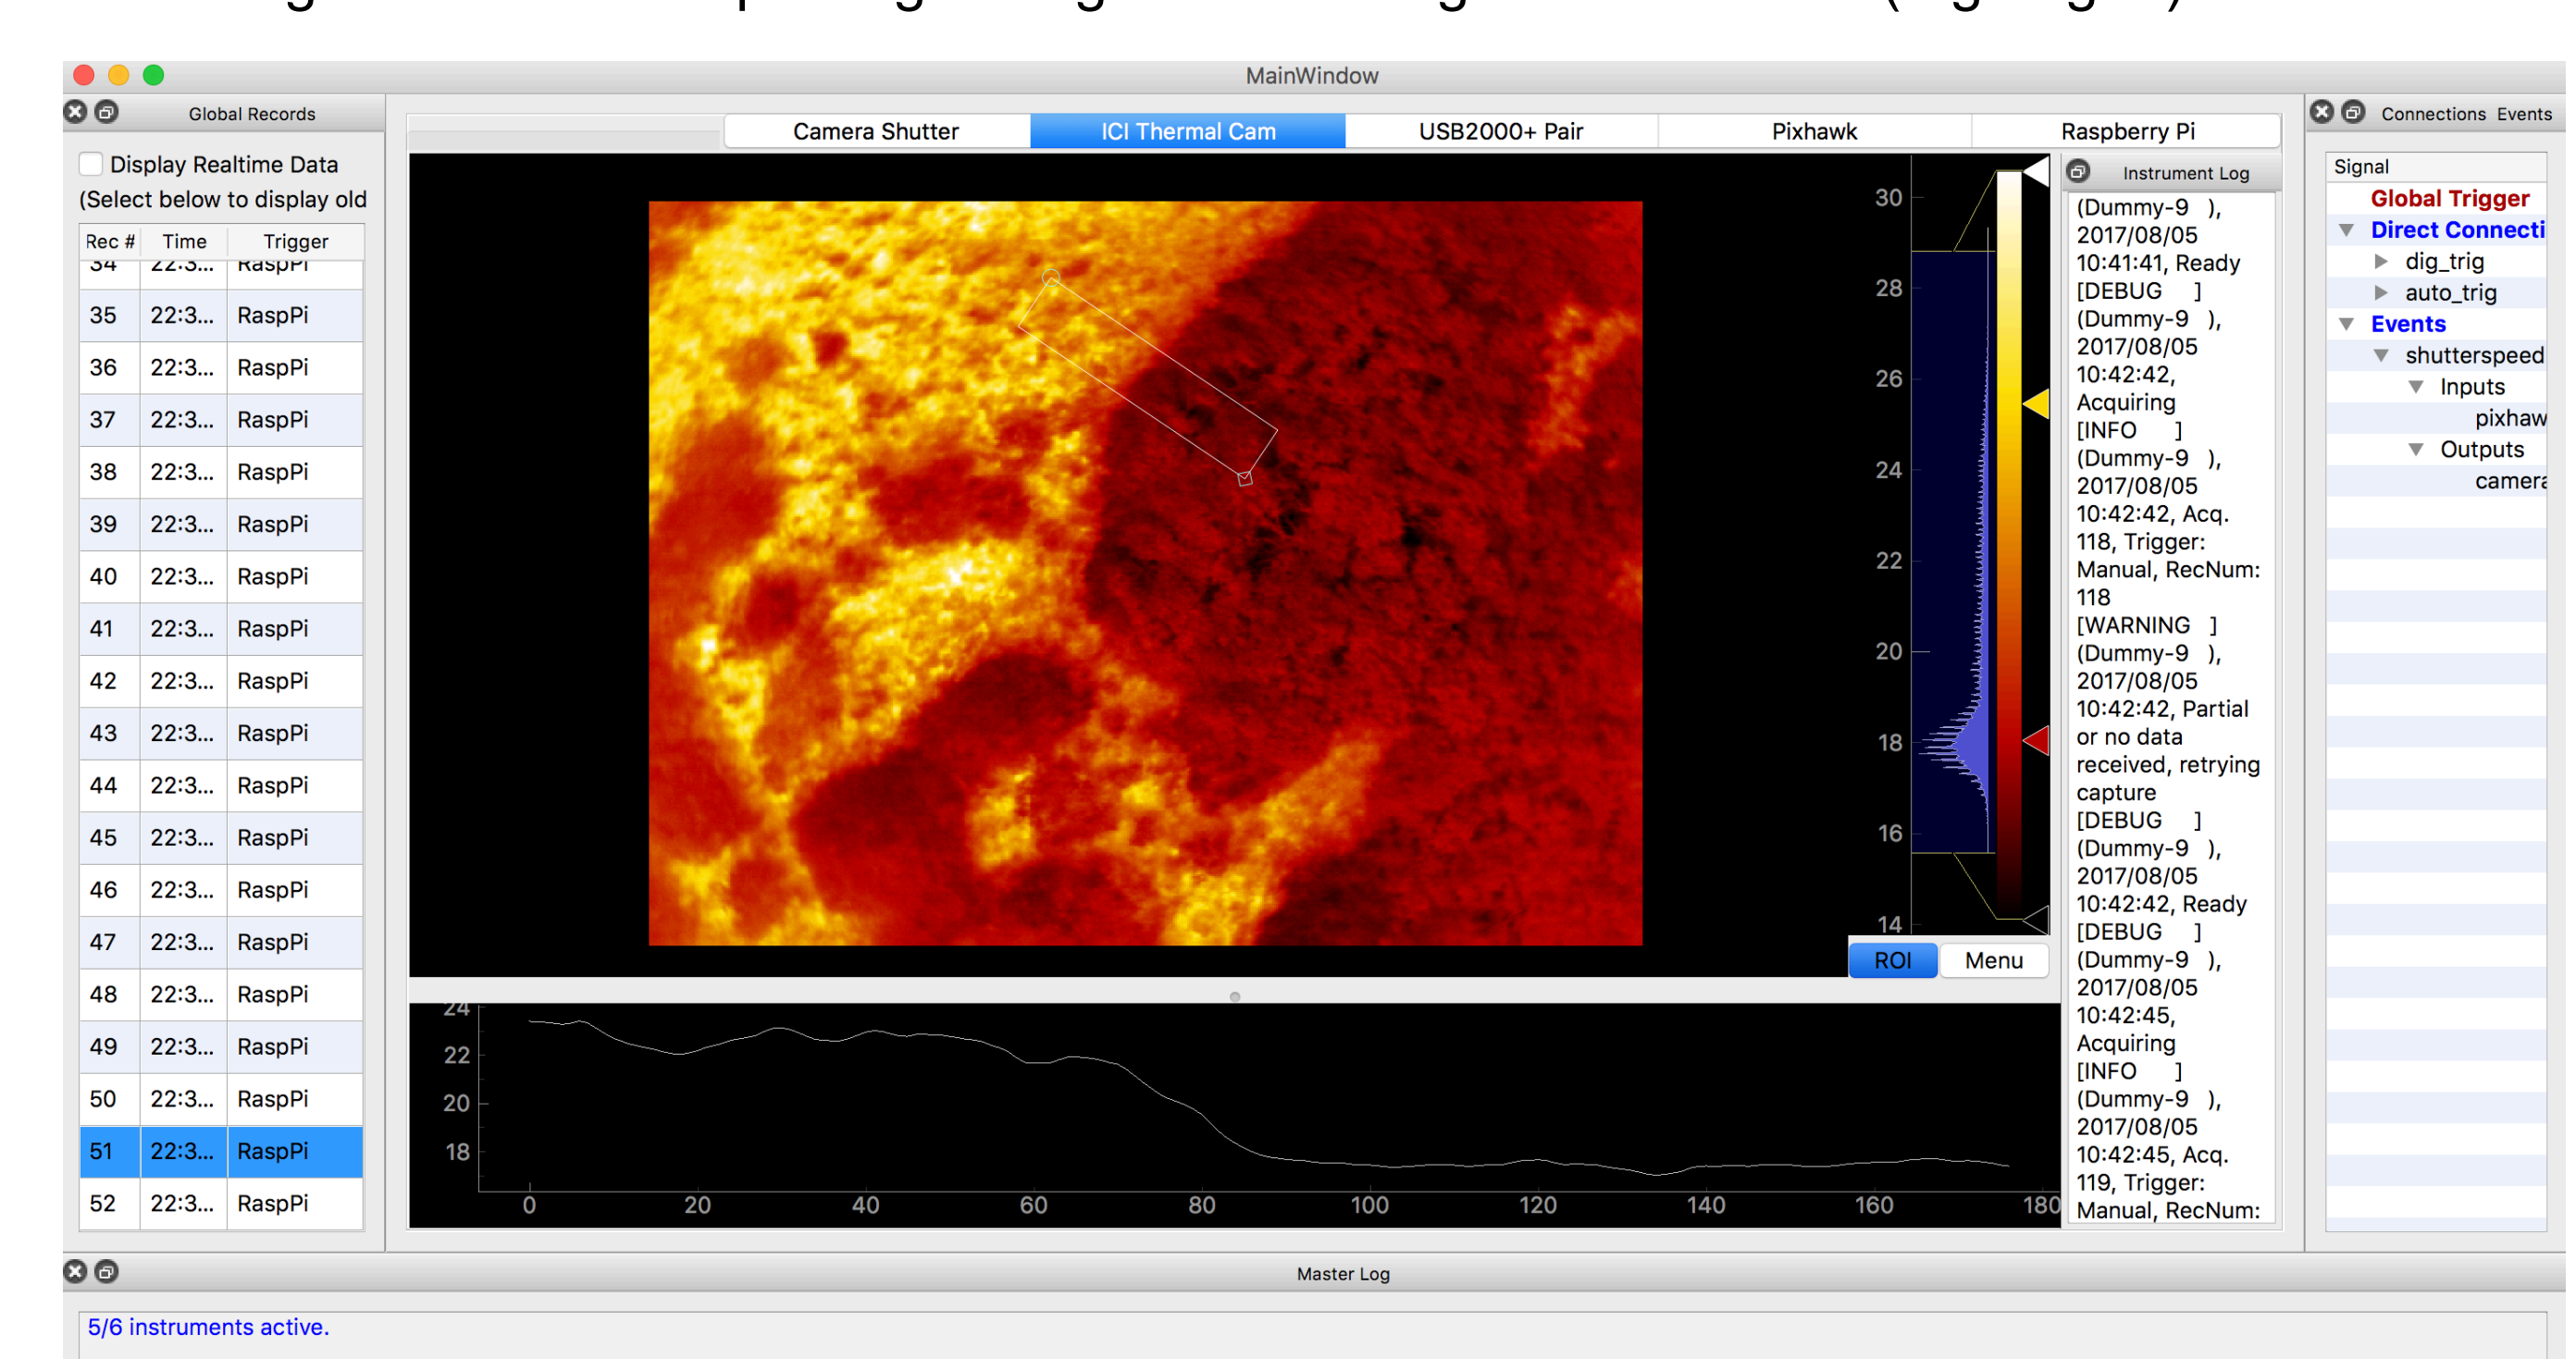 MainWindow
Global Records
Display Realtime Data
(Select below to display old
Rec # Time Trigger
34 22:3... RaspPi
35 22:3... RaspPi
36 22:3... RaspPi
37 22:3... RaspPi
38 22:3... RaspPi
39 22:3... RaspPi
40 22:3... RaspPi
41 22:3... RaspPi
42 22:3... RaspPi
43 22:3... RaspPi
44 22:3... RaspPi
45 22:3... RaspPi
46 22:3... RaspPi
47 22:3... RaspPi
48 22:3... RaspPi
49 22:3... RaspPi
50 22:3... RaspPi
51 22:3... RaspPi
52 22:3... RaspPi
Camera Shutter ICI Thermal Cam USB2000+ Pair Pixhawk Raspberry Pi
30
28
26
24
22
20
18
16
14
ROI Menu
24
22
20
18
0 20 40 60 80 100 120 140 160 180
Instrument Log
(Dummy-9 ),
2017/08/05
10:41:41, Ready
[DEBUG ]
(Dummy-9 ),
2017/08/05
10:42:42,
Acquiring
[INFO ]
(Dummy-9 ),
2017/08/05
10:42:42, Acq.
118, Trigger:
Manual, RecNum:
118
[WARNING ]
(Dummy-9 ),
2017/08/05
10:42:42, Partial
or no data
received, retrying
capture
[DEBUG ]
(Dummy-9 ),
2017/08/05
10:42:42, Ready
[DEBUG ]
(Dummy-9 ),
2017/08/05
10:42:45,
Acquiring
[INFO ]
(Dummy-9 ),
2017/08/05
10:42:45, Acq.
119, Trigger:
Manual, RecNum:
Connections Events
Signal
Global Trigger
Direct Connecti
dig_trig
auto_trig
Events
shutterspeed
Inputs
pixhaw
Outputs
camera
Master Log
5/6 instruments active.